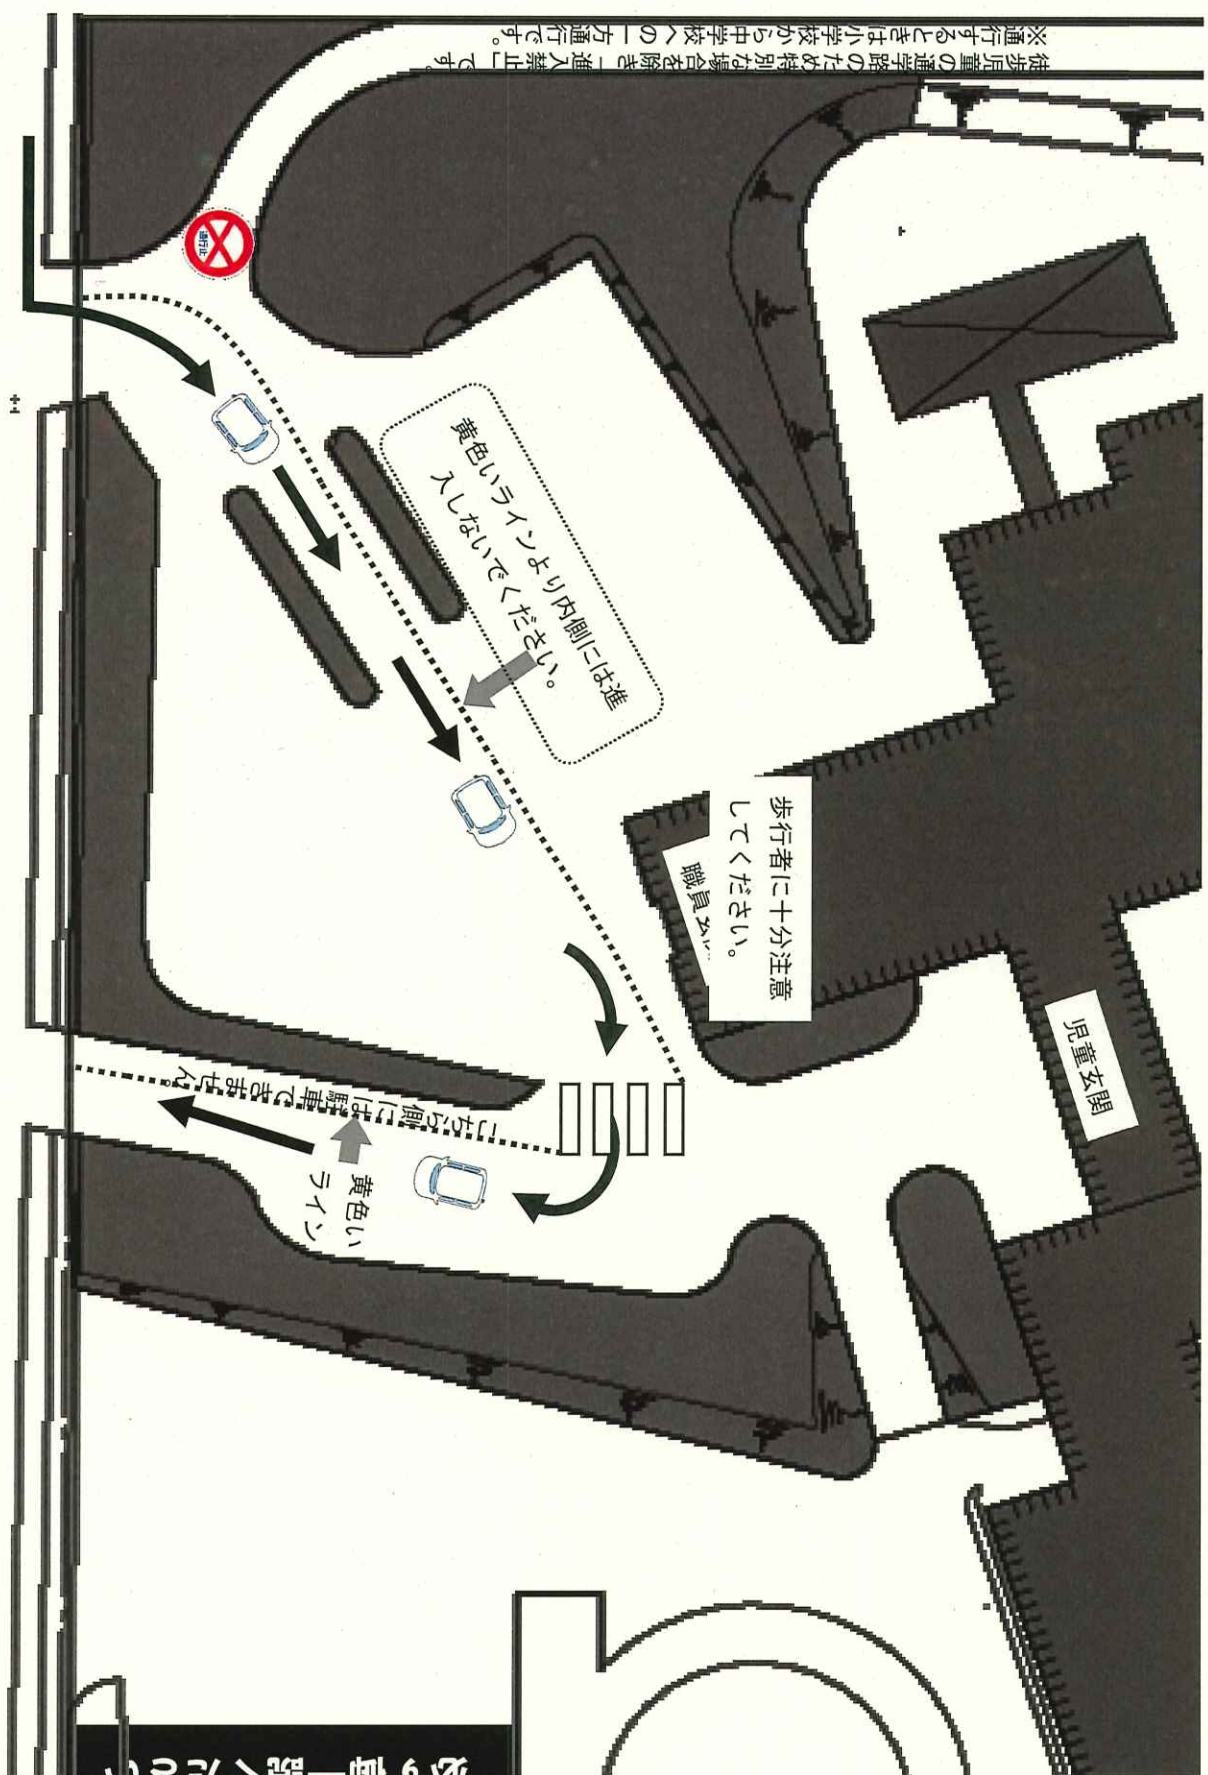 徒歩児童の通学路のため特別な場合を除き「進入禁止」です。
※通行するときは小学校から中学校への一方通行です。
通行止
黄色いラインより内側には進
入しないでください。
歩行者に十分注意
してください。
職員玄
児童玄関
こちら側には駐車できません
黄色い
ライン